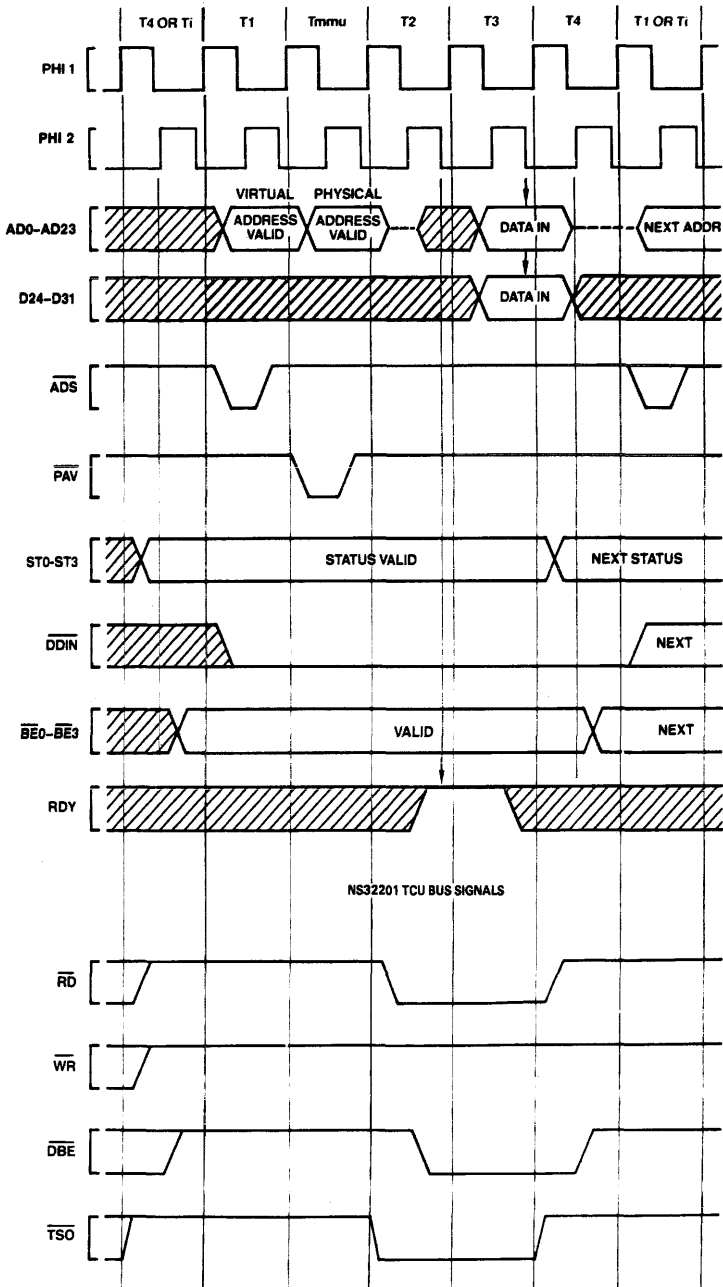 T4 OR Ti T1 Tmmu T2 T3 T4 T1 OR Ti
PHI 1
PHI 2
VIRTUAL PHYSICAL
AD0–AD23 ADDRESS VALID ADDRESS VALID DATA IN NEXT ADDR
D24–D31 DATA IN
ADS
PAV
ST0-ST3 STATUS VALID NEXT STATUS
DDIN NEXT
BE0–BE3 VALID NEXT
RDY
NS32201 TCU BUS SIGNALS
RD
WR
DBE
TSO